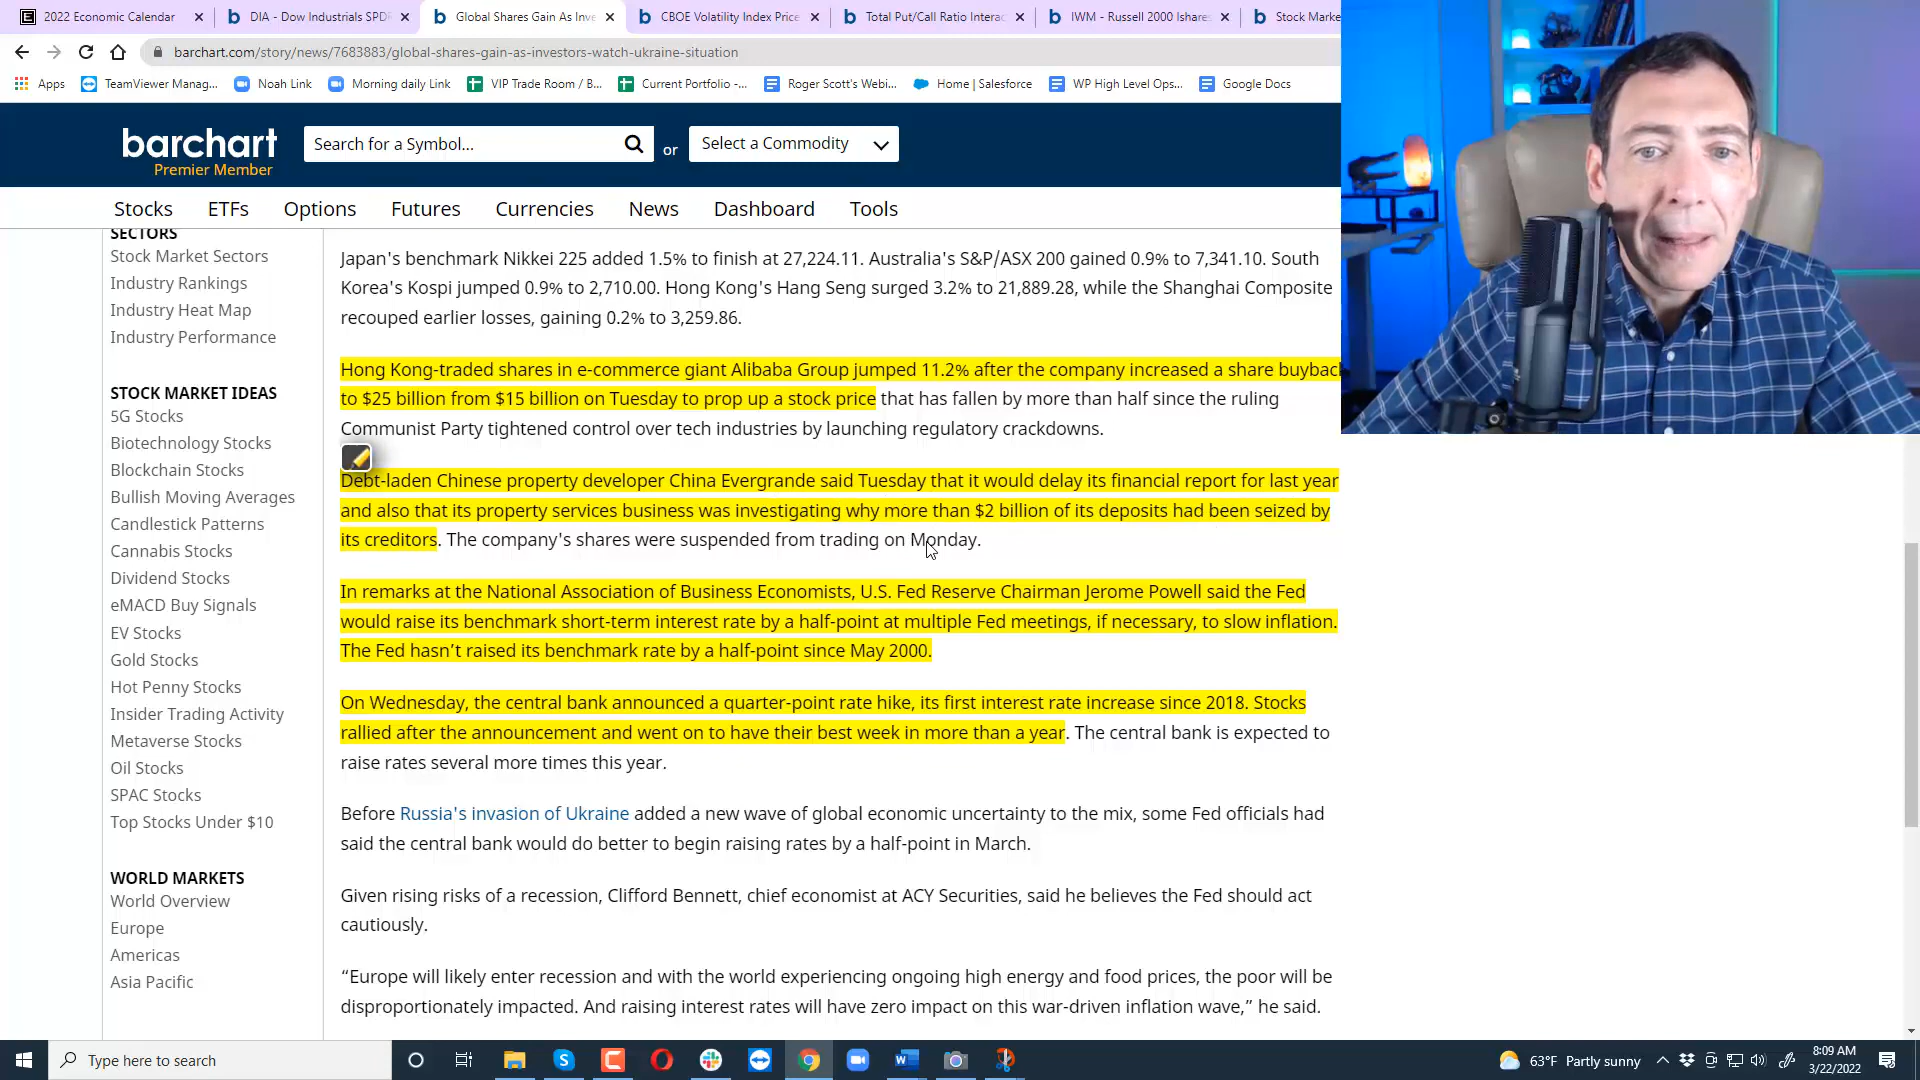 2022 Economic Calendar
DIA - Dow Industrials SPDR
Global Shares Gain As Inve
CBOE Volatility Index Price
Total Put/Call Ratio Interac
IWM - Russell 2000 Ishares
Stock Marke
barchart.com/story/news/7683883/global-shares-gain-as-investors-watch-ukraine-situation
Apps
TeamViewer Manag...
Noah Link
Morning daily Link
VIP Trade Room / B...
Current Portfolio -...
Roger Scott's Webi...
Home | Salesforce
WP High Level Ops...
Google Docs
barchart
Premier Member
Search for a Symbol...
or
Select a Commodity
Stocks
ETFs
Options
Futures
Currencies
News
Dashboard
Tools
SECTORS
Stock Market Sectors
Industry Rankings
Industry Heat Map
Industry Performance
STOCK MARKET IDEAS
5G Stocks
Biotechnology Stocks
Blockchain Stocks
Bullish Moving Averages
Candlestick Patterns
Cannabis Stocks
Dividend Stocks
eMACD Buy Signals
EV Stocks
Gold Stocks
Hot Penny Stocks
Insider Trading Activity
Metaverse Stocks
Oil Stocks
SPAC Stocks
Top Stocks Under $10
WORLD MARKETS
World Overview
Europe
Americas
Asia Pacific
Japan's benchmark Nikkei 225 added 1.5% to finish at 27,224.11. Australia's S&P/ASX 200 gained 0.9% to 7,341.10. South
Korea's Kospi jumped 0.9% to 2,710.00. Hong Kong's Hang Seng surged 3.2% to 21,889.28, while the Shanghai Composite
recouped earlier losses, gaining 0.2% to 3,259.86.
Hong Kong-traded shares in e-commerce giant Alibaba Group jumped 11.2% after the company increased a share buyback
to $25 billion from $15 billion on Tuesday to prop up a stock price that has fallen by more than half since the ruling
Communist Party tightened control over tech industries by launching regulatory crackdowns.
Debt-laden Chinese property developer China Evergrande said Tuesday that it would delay its financial report for last year
and also that its property services business was investigating why more than $2 billion of its deposits had been seized by
its creditors. The company's shares were suspended from trading on Monday.
In remarks at the National Association of Business Economists, U.S. Fed Reserve Chairman Jerome Powell said the Fed
would raise its benchmark short-term interest rate by a half-point at multiple Fed meetings, if necessary, to slow inflation.
The Fed hasn’t raised its benchmark rate by a half-point since May 2000.
On Wednesday, the central bank announced a quarter-point rate hike, its first interest rate increase since 2018. Stocks
rallied after the announcement and went on to have their best week in more than a year. The central bank is expected to
raise rates several more times this year.
Before Russia's invasion of Ukraine added a new wave of global economic uncertainty to the mix, some Fed officials had
said the central bank would do better to begin raising rates by a half-point in March.
Given rising risks of a recession, Clifford Bennett, chief economist at ACY Securities, said he believes the Fed should act
cautiously.
“Europe will likely enter recession and with the world experiencing ongoing high energy and food prices, the poor will be
disproportionately impacted. And raising interest rates will have zero impact on this war-driven inflation wave,” he said.
Type here to search
63°F Partly sunny
8:09 AM
3/22/2022